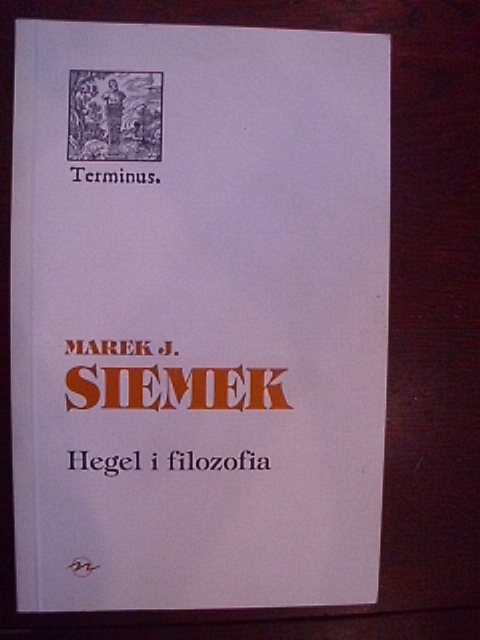 Terminus.
MAREK J.
SIEMEK
Hegel i filozofia